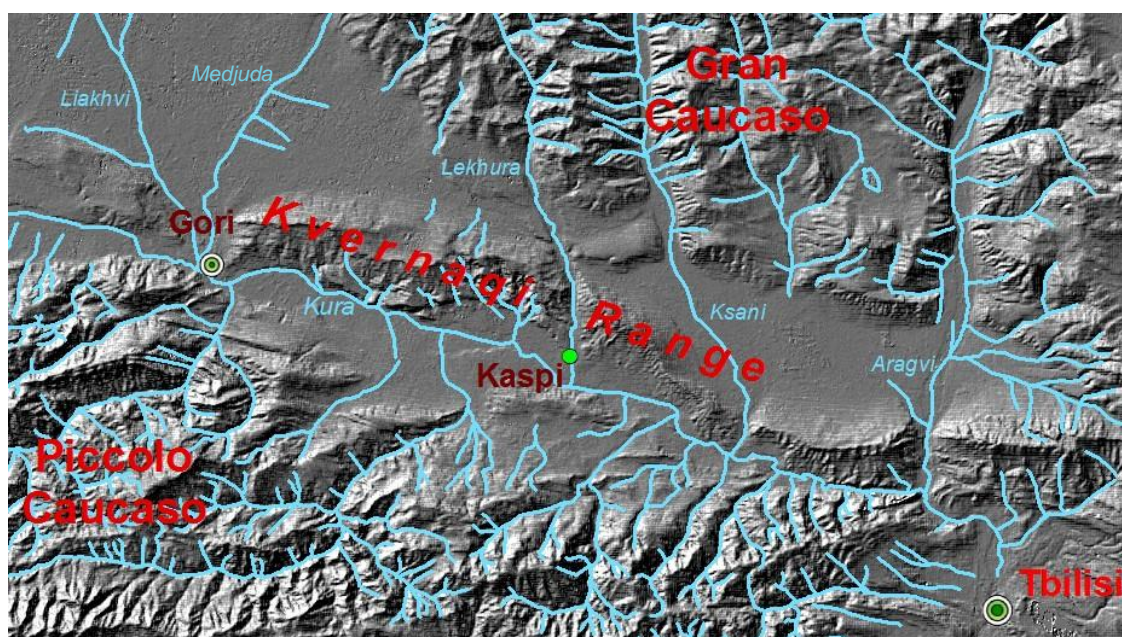 Medjuda
Liakhvi
Gran
Caucaso
Lekhura
Gori
Kvernaqi
Range
Kura
Ksani
Kaspi
Aragvi
Piccolo
Caucaso
Tbilisi